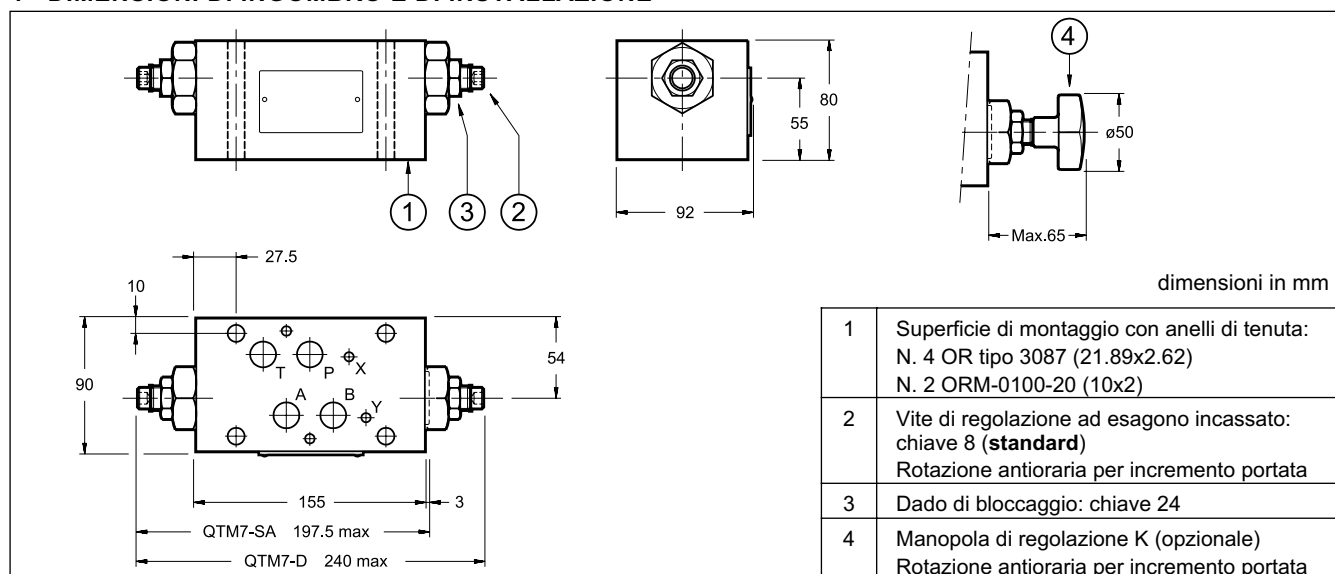 4
80
55
ø50
92
Max.65
1
3
2
27.5
10
dimensioni in mm
90
54
T
P
X
A
B
Y
155
3
QTM7-SA 197.5 max
QTM7-D 240 max
1
Superficie di montaggio con anelli di tenuta:
N. 4 OR tipo 3087 (21.89x2.62)
N. 2 ORM-0100-20 (10x2)
2
Vite di regolazione ad esagono incassato:
chiave 8 (standard)
Rotazione antioraria per incremento portata
3
Dado di bloccaggio: chiave 24
4
Manopola di regolazione K (opzionale)
Rotazione antioraria per incremento portata